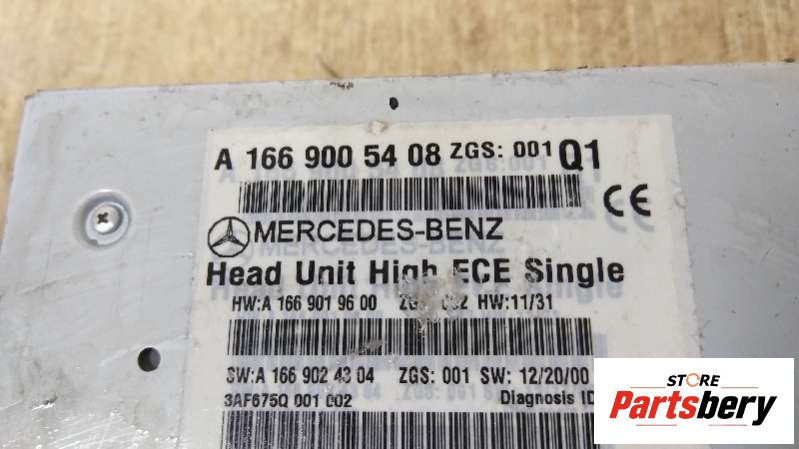 A 166 900 54 08 ZGS: 001 Q1
CE
MERCEDES-BENZ
Head Unit High ECE Single
HW:A 166 901 96 00 HW:11/31
SW:A 166 902 43 04 ZGS: 001 SW: 12/20/00
3AF675Q 001 002 Diagnosis ID
STORE
Partsbery